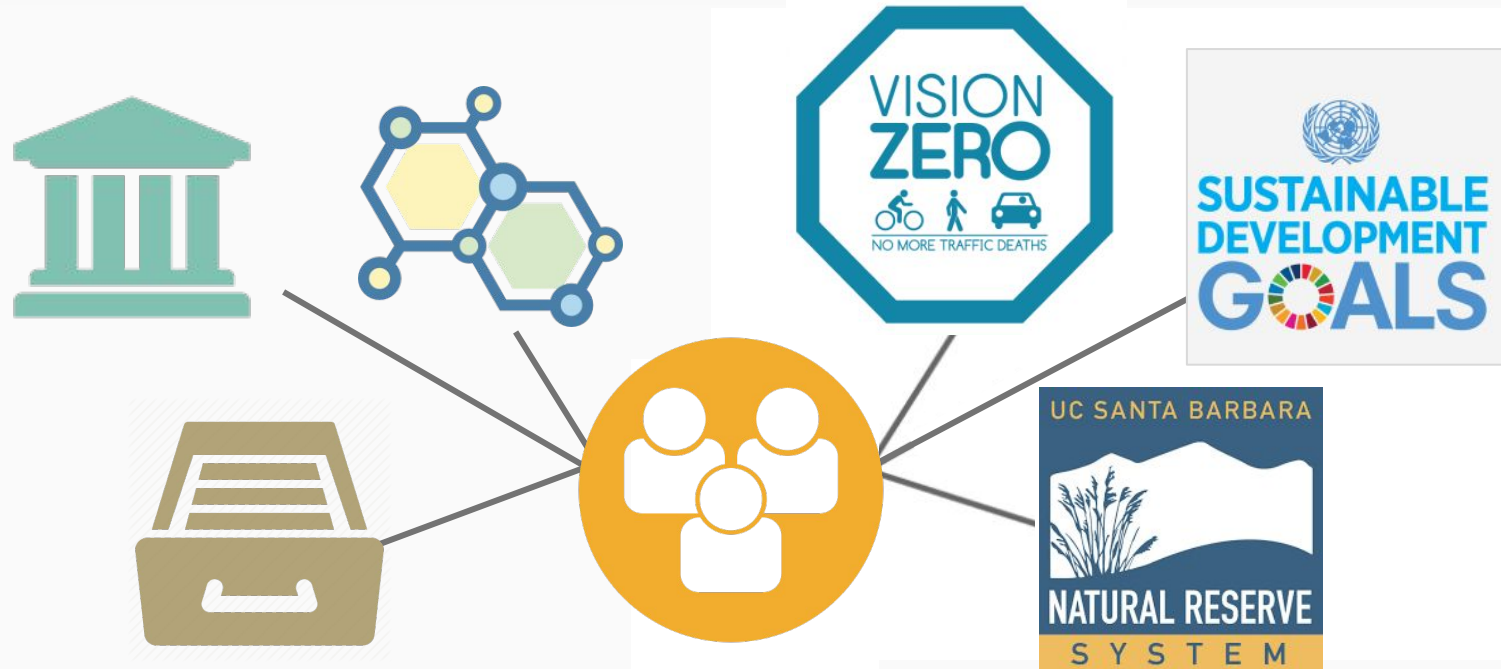 VISION
ZERO
NO MORE TRAFFIC DEATHS
SUSTAINABLE
DEVELOPMENT
GOALS
UC SANTA BARBARA
NATURAL RESERVE
SYSTEM